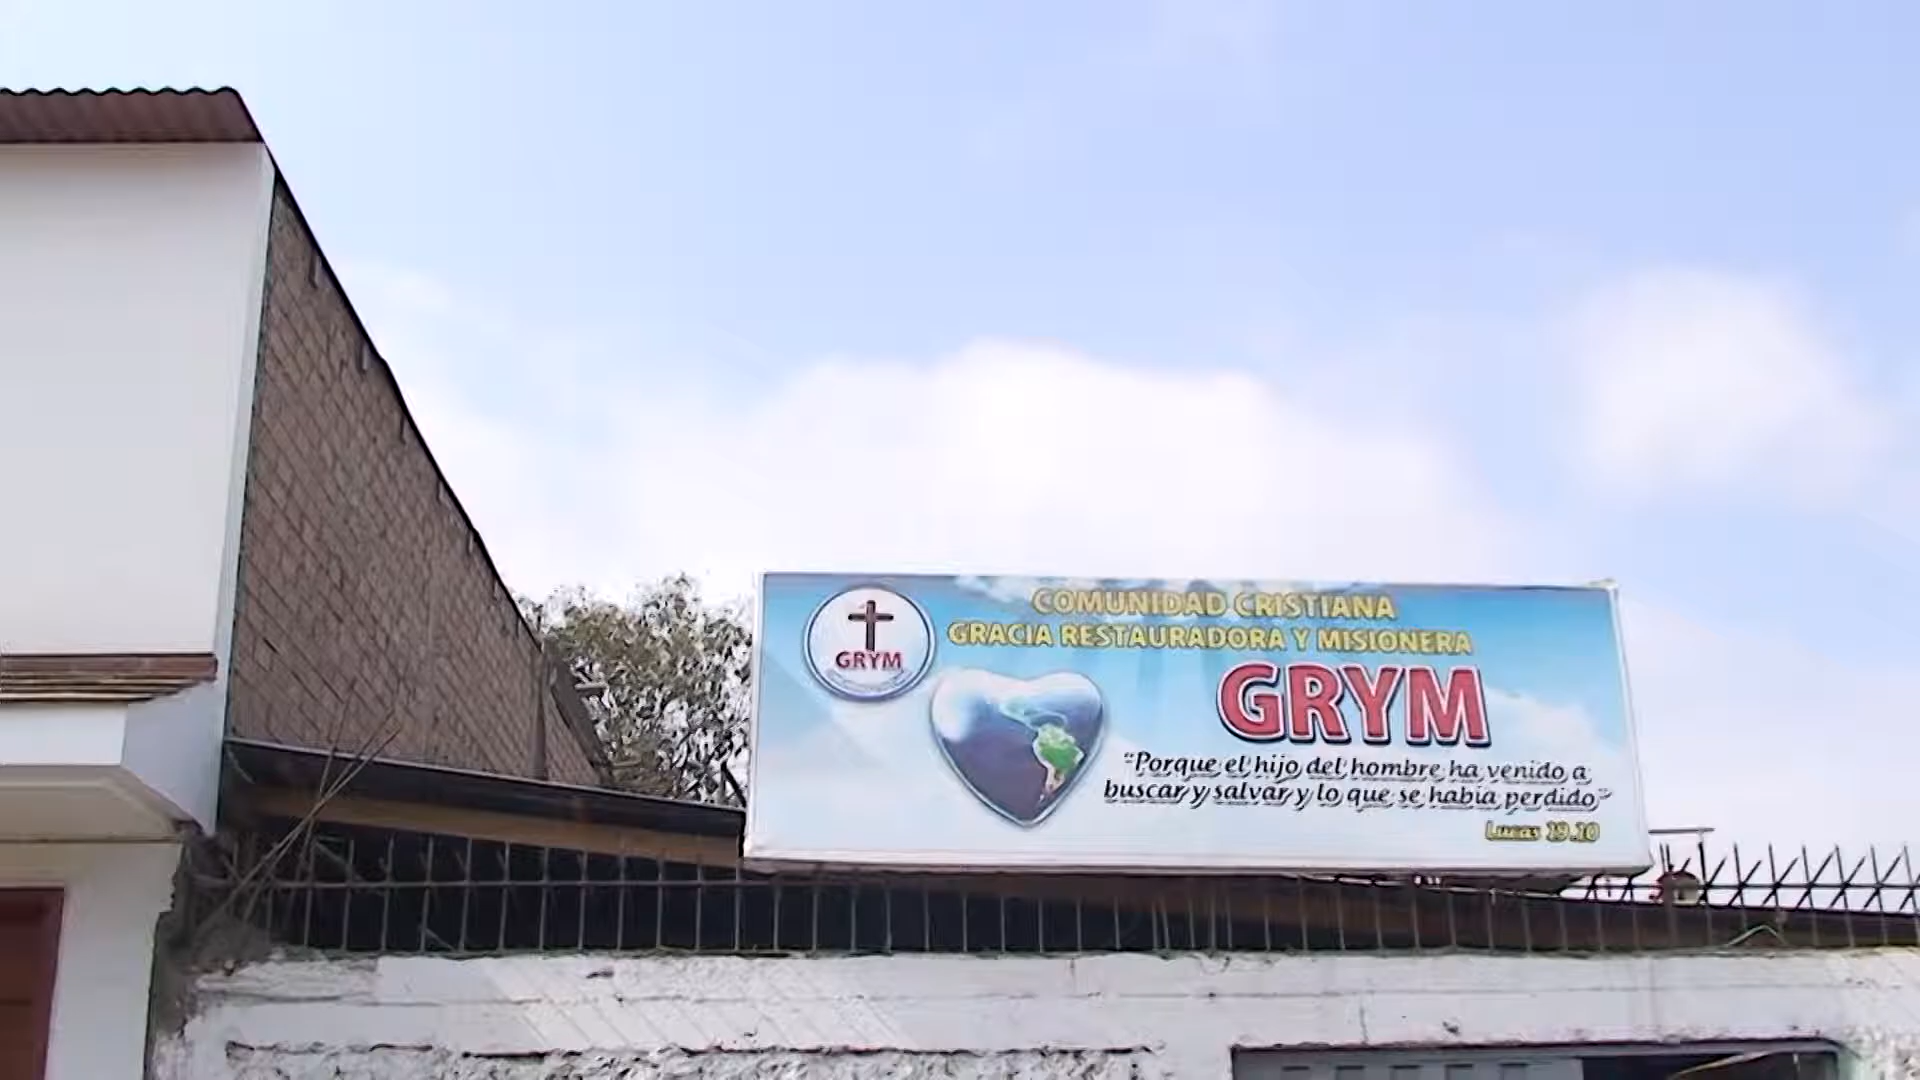 COMUNIDAD CRISTIANA
GRACIA RESTAURADORA Y MISIONERA
GRYM
GRYM
"Porque el hijo del hombre ha venido a
buscar y salvar y lo que se había perdido"
Lucas 19.10